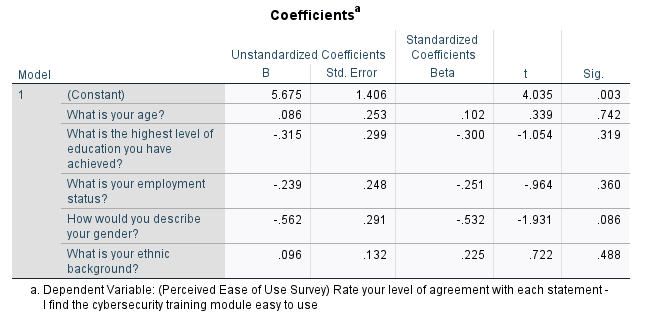 Coefficientsa
Unstandardized Coefficients Standardized Coefficients
Model B Std. Error Beta t Sig.
1 (Constant) 5.675 1.406 4.035 .003
What is your age? .086 .253 .102 .339 .742
What is the highest level of -.315 .299 -.300 -1.054 .319
education you have
achieved?
What is your employment -.239 .248 -.251 -.964 .360
status?
How would you describe -.562 .291 -.532 -1.931 .086
your gender?
What is your ethnic .096 .132 .225 .722 .488
background?
a. Dependent Variable: (Perceived Ease of Use Survey) Rate your level of agreement with each statement -
I find the cybersecurity training module easy to use